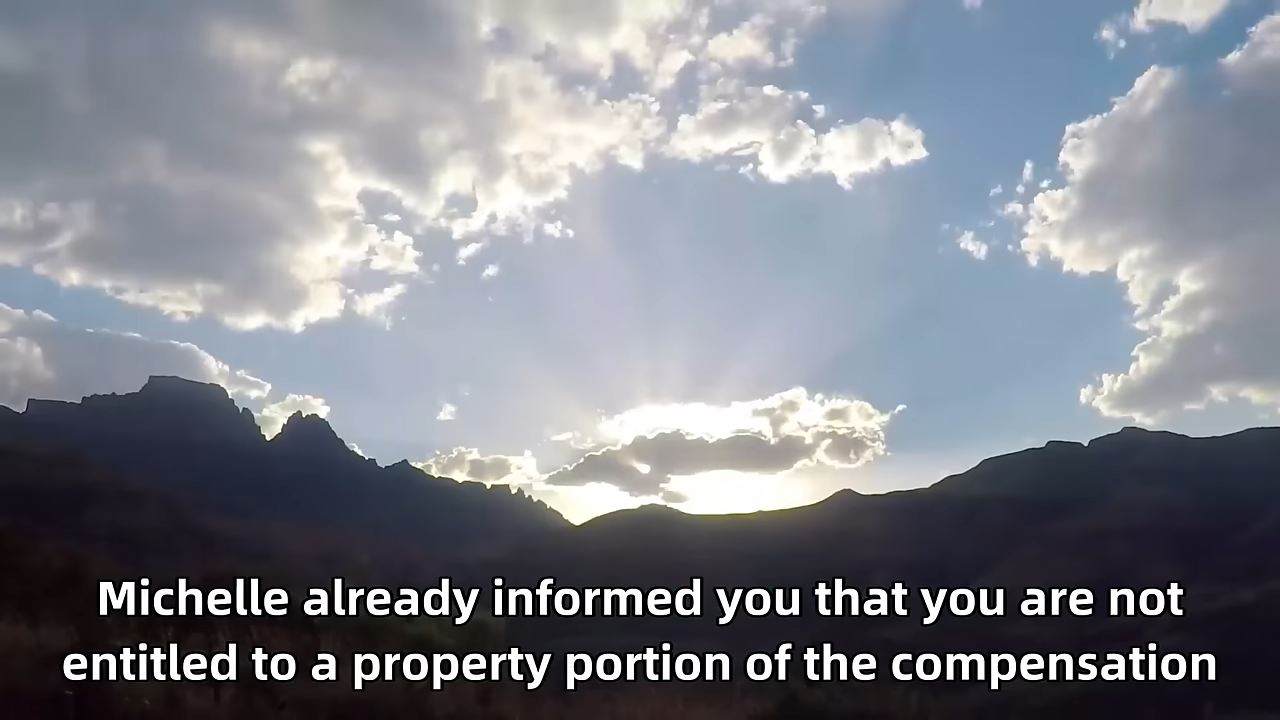 Michelle already informed you that you are not
entitled to a property portion of the compensation